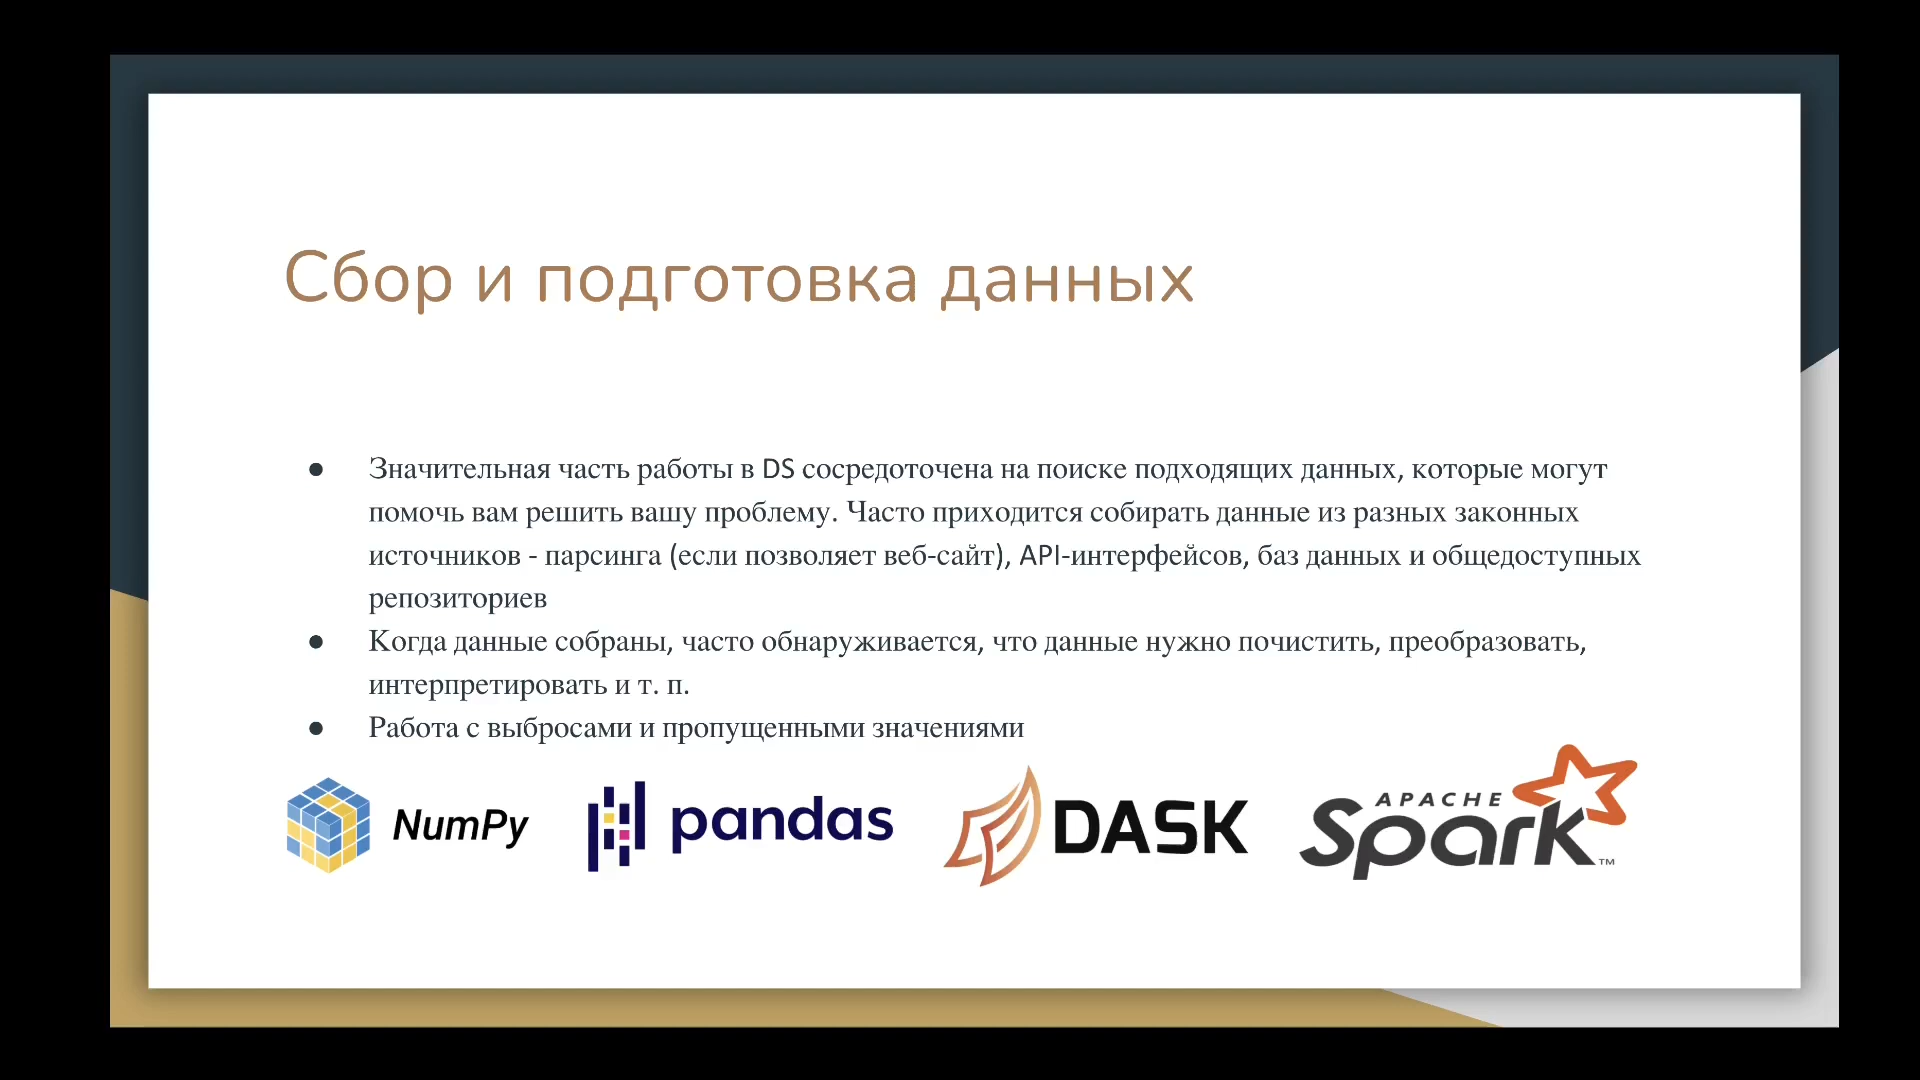 Сбор и подготовка данных
● Значительная часть работы в DS сосредоточена на поиске подходящих данных, которые могут
помочь вам решить вашу проблему. Часто приходится собирать данные из разных законных
источников - парсинга (если позволяет веб-сайт), API-интерфейсов, баз данных и общедоступных
репозиториев
● Когда данные собраны, часто обнаруживается, что данные нужно почистить, преобразовать,
интерпретировать и т. п.
● Работа с выбросами и пропущенными значениями
NumPy
pandas
DASK
APACHE
Spark™